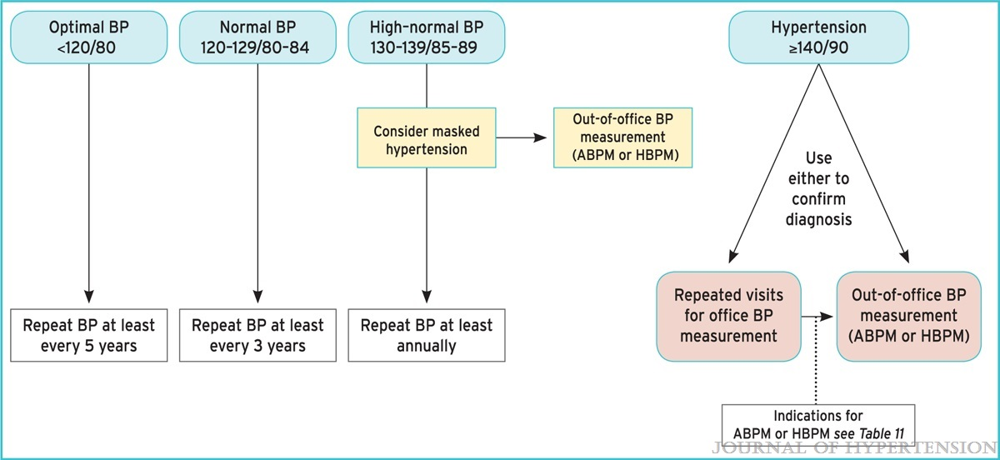 Optimal BP
<120/80
Normal BP
120–129/80–84
High–normal BP
130–139/85–89
Hypertension
≥140/90
Consider masked
hypertension
Out-of-office BP
measurement
(ABPM or HBPM)
Use
either to
confirm
diagnosis
Repeat BP at least
every 5 years
Repeat BP at least
every 3 years
Repeat BP at least
annually
Repeated visits
for office BP
measurement
Out-of-office BP
measurement
(ABPM or HBPM)
Indications for
ABPM or HBPM see Table 11
JOURNAL OF HYPERTENSION